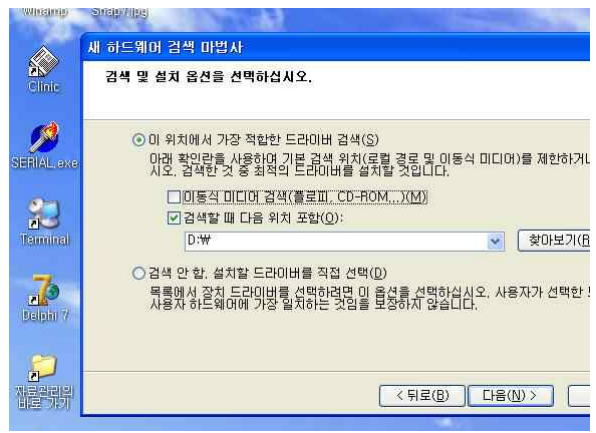 Winamp
Snap7.jpg
Clinic
SERIAL.exe
Terminal
Delphi 7
자료관리의
바로 가기
새 하드웨어 검색 마법사
검색 및 설치 옵션을 선택하십시오.
이 위치에서 가장 적합한 드라이버 검색(S)
아래 확인란을 사용하여 기본 검색 위치(로컬 경로 및 이동식 미디어)를 제한하거나
시오. 검색한 것 중 최적의 드라이버를 설치할 것입니다.
이동식 미디어 검색(플로피, CD-ROM...)(M)
검색할 때 다음 위치 포함(O):
D:₩
찾아보기(R
검색 안 함. 설치할 드라이버를 직접 선택(D)
목록에서 장치 드라이버를 선택하려면 이 옵션을 선택하십시오. 사용자가 선택한
사용자 하드웨어에 가장 일치하는 것임을 보장하지 않습니다.
< 뒤로(B)
다음(N) >